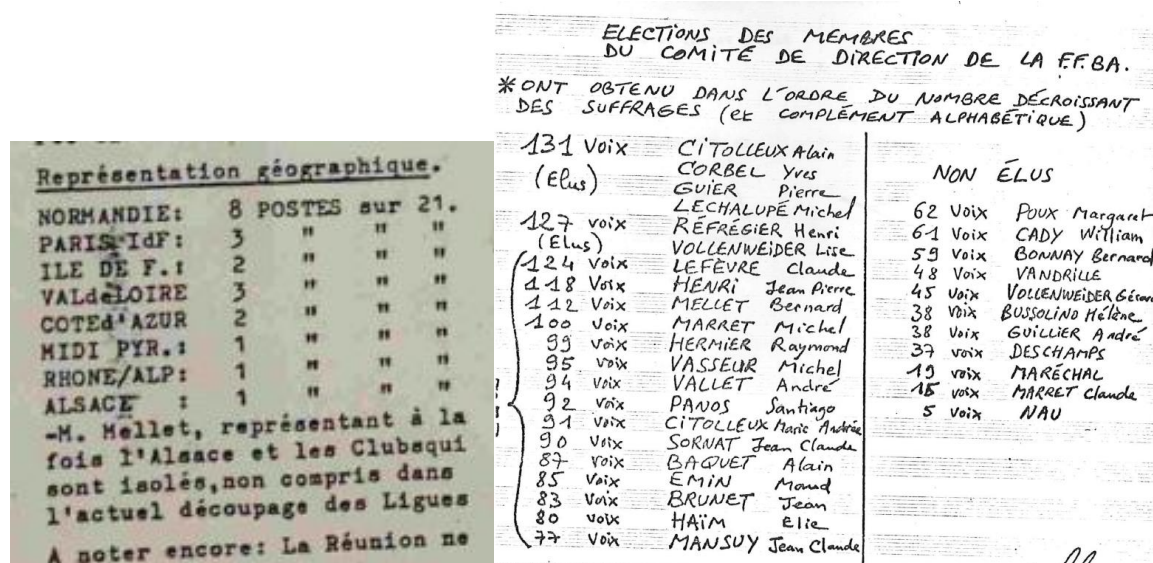 Représentation géographique.
NORMANDIE: 8 POSTES sur 21.
PARIS IdF: 3 " " "
ILE DE F.: 2 " " "
VALdeLOIRE 3 " " "
COTEd'AZUR 2 " " "
MIDI PYR.: 1 " " "
RHONE/ALP: 1 " " "
ALSACE : 1 " " "
-M. Mellet, représentant à la
fois l'Alsace et les Clubsqui
sont isolés,non compris dans
l'actuel découpage des Ligues
A noter encore: La Réunion ne
ELECTIONS DES MEMBRES
DU COMITÉ DE DIRECTION DE LA F.F.BA.
* ONT OBTENU DANS L'ORDRE DU NOMBRE DÉCROISSANT
DES SUFFRAGES (et COMPLÉMENT ALPHABÉTIQUE)
131 Voix CITOLLEUX Alain
CORBEL Yves
(Elus) GUIER Pierre
LECHALUPÉ Michel
127 voix RÉFRÉGIER Henri
(Elus) VOLLENWEIDER Lise
124 Voix LEFÈVRE Claude
118 Voix HENRI Jean Pierre
112 Voix MELLET Bernard
100 Voix MARRET Michel
99 Voix HERMIER Raymond
95 voix VASSEUR Michel
94 Voix VALLET André
92 Voix PANOS Santiago
91 Voix CITOLLEUX Marie Andrée
90 Voix SORNAT Jean Claude
87 Voix BAQUET Alain
85 Voix EMIN Maud
83 Voix BRUNET Jean
80 voix HAÏM Elie
77 Voix MANSUY Jean Claude
NON ÉLUS
62 Voix POUX Margaret
61 Voix CADY William
59 Voix BONNAY Bernard
48 Voix VANDRILLE
45 Voix VOLLENWEIDER Gérard
38 Voix BUSSOLINO Hélène
38 Voix GUILLIER André
37 voix DESCHAMPS
19 voix MARÉCHAL
15 voix MARRET Claude
5 voix NAU